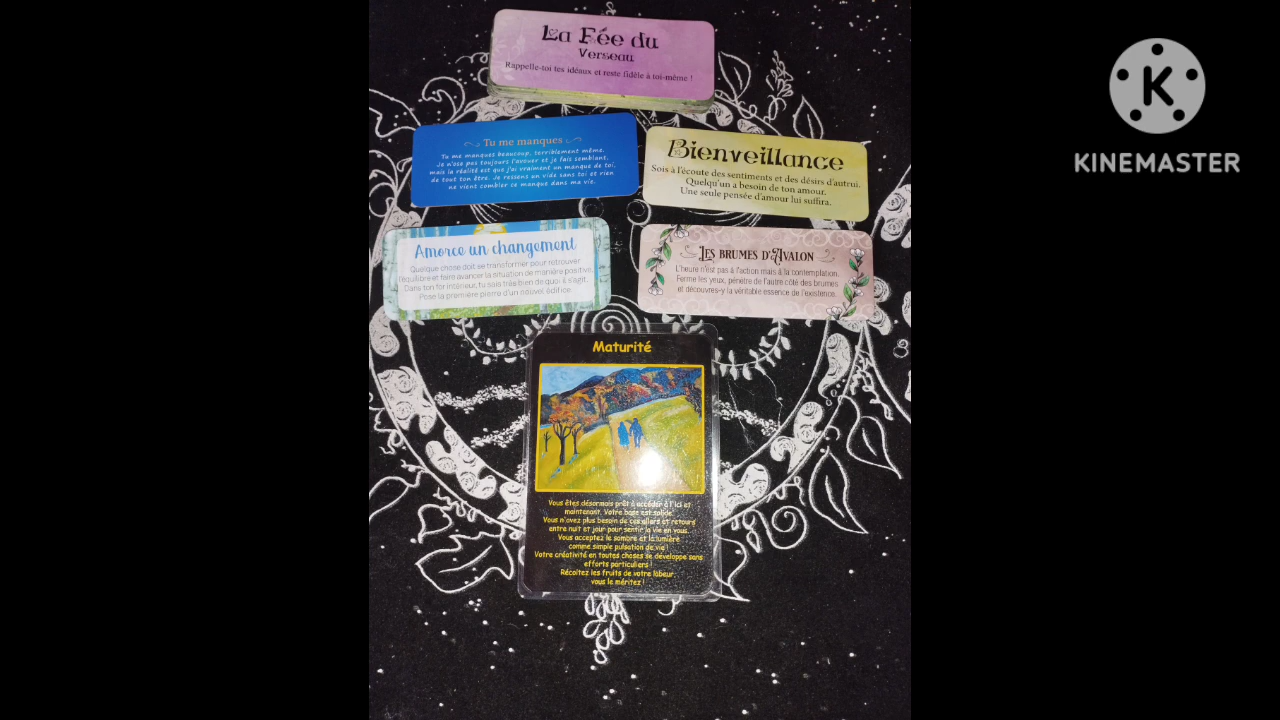 La Fée du
Verseau
Rappelle-toi tes idéaux et reste fidèle à toi-même !
Tu me manques
Tu me manques beaucoup, terriblement même.
Je n'ose pas toujours l'avouer et je fais semblant,
mais la réalité est que j'ai vraiment un manque de toi,
de tout ton être. Je ressens un vide sans toi et rien
ne vient combler ce manque dans ma vie.
Bienveillance
Sois à l'écoute des sentiments et des désirs d'autrui.
Quelqu'un a besoin de ton amour.
Une seule pensée d'amour lui suffira.
Amorce un changement
Quelque chose doit se transformer pour retrouver
l'équilibre et faire avancer la situation de manière positive.
Dans ton for intérieur, tu sais très bien de quoi il s'agit.
Pose la première pierre d'un nouvel édifice.
Les brumes d'Avalon
L'heure n'est pas à l'action mais à la contemplation.
Ferme les yeux, pénètre de l'autre côté des brumes
et découvres-y la véritable essence de l'existence.
Maturité
Vous êtes désormais prêt à accéder à l'ici et
maintenant. Votre base est solide.
Vous n'avez plus besoin de ces allers et retours
entre nuit et jour pour sentir la vie en vous.
Vous acceptez le sombre et la lumière
comme simple pulsation de vie !
Votre créativité en toutes choses se développe sans
efforts particuliers !
Récoltez les fruits de votre labeur,
vous le méritez !
KINEMASTER